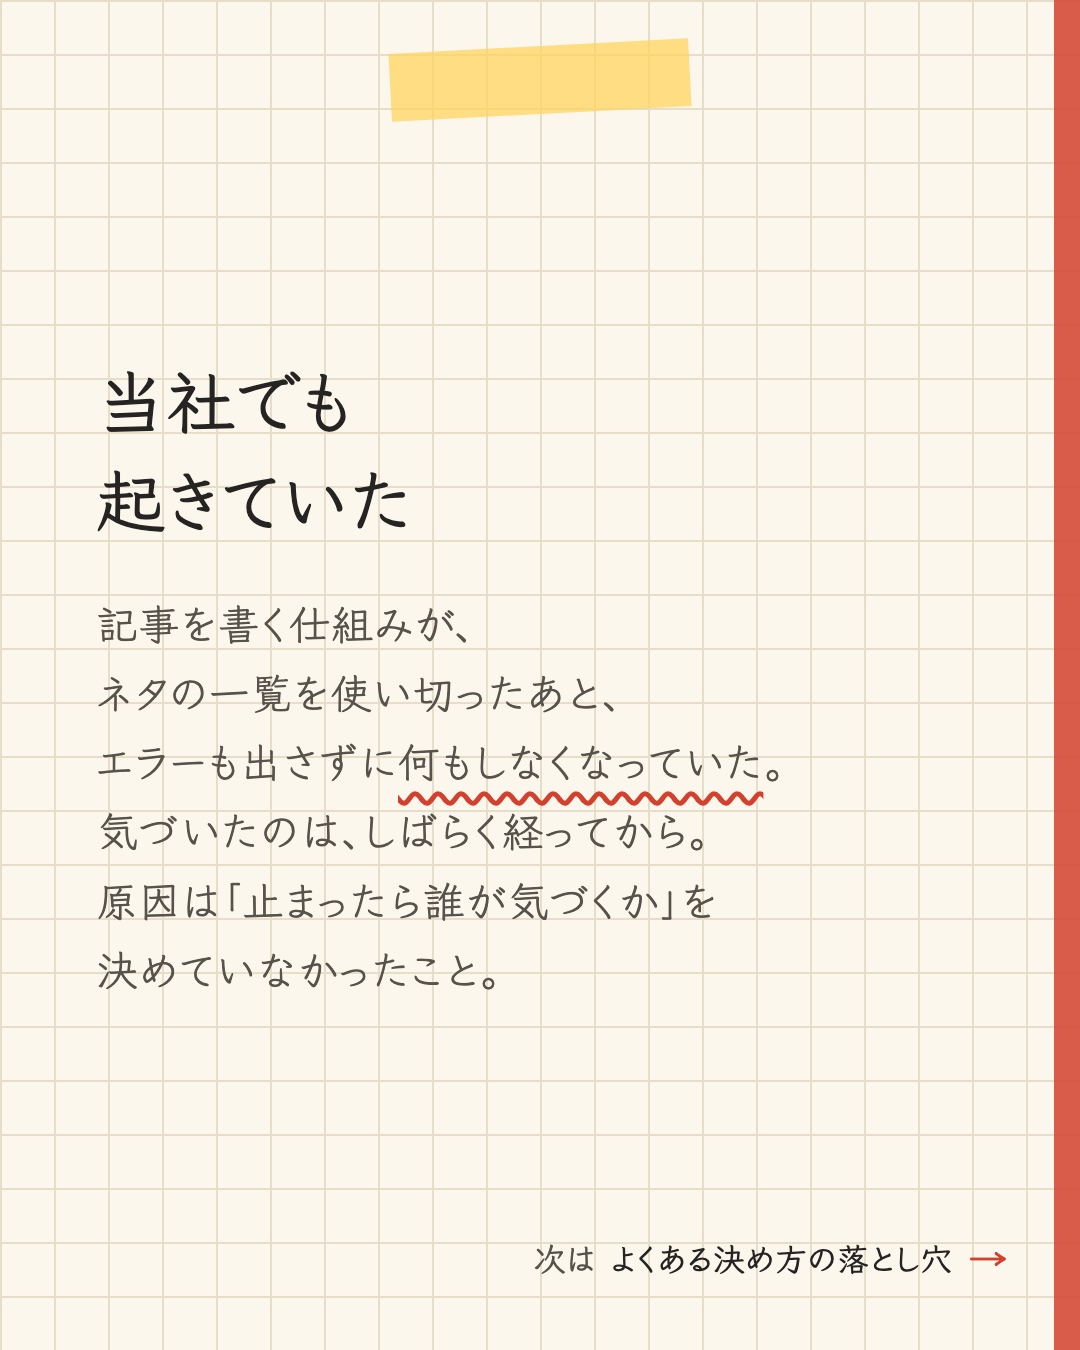 当社でも
起きていた
記事を書く仕組みが、
ネタの一覧を使い切ったあと、
エラーも出さずに何もしなくなっていた。
気づいたのは、しばらく経ってから。
原因は「止まったら誰が気づくか」を
決めていなかったこと。
次は よくある決め方の落とし穴 →